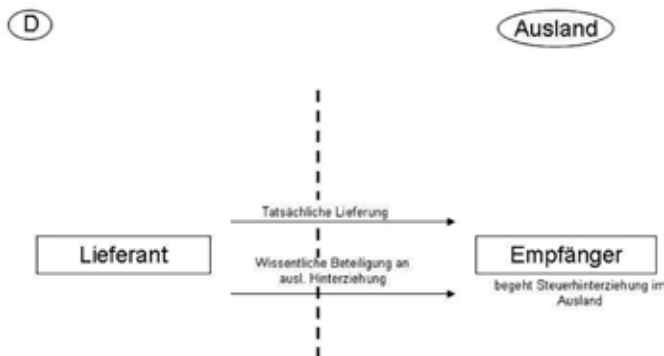 D
Ausland
Tatsächliche Lieferung
Lieferant
Empfänger
Wissentliche Beteiligung an
ausl. Hinterziehung
begeht Steuerhinterziehung im
Ausland